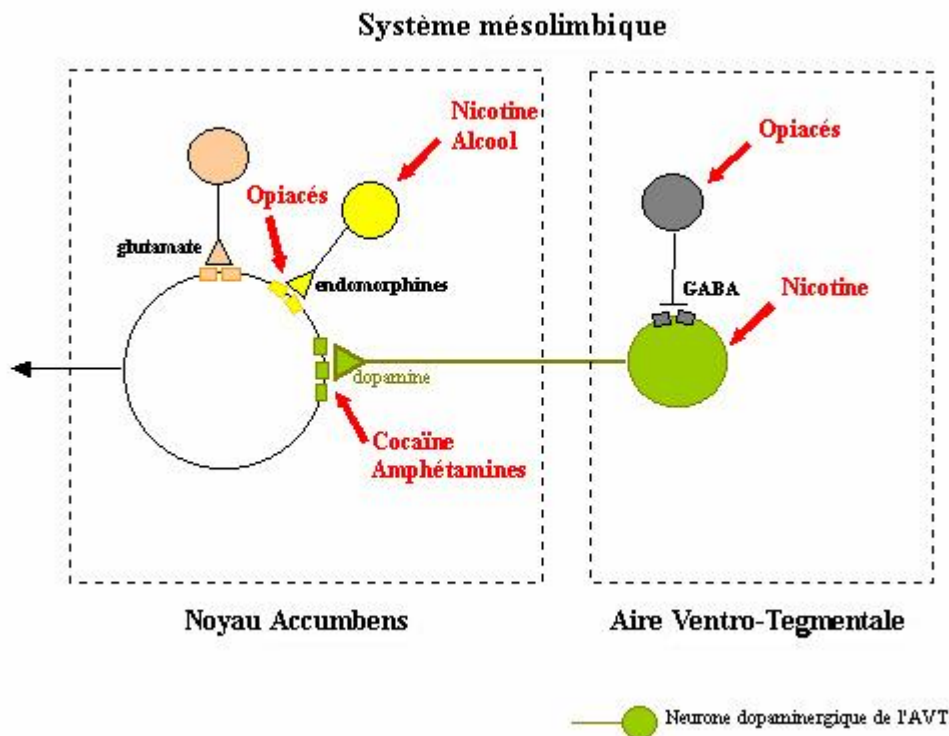 Système mésolimbique
Nicotine
Alcool
Opiacés
glutamate
endomorphines
dopamine
Cocaïne
Amphétamines
Opiacés
GABA
Nicotine
Noyau Accumbens
Aire Ventro-Tegmentale
Neurone dopaminergique de l'AVT